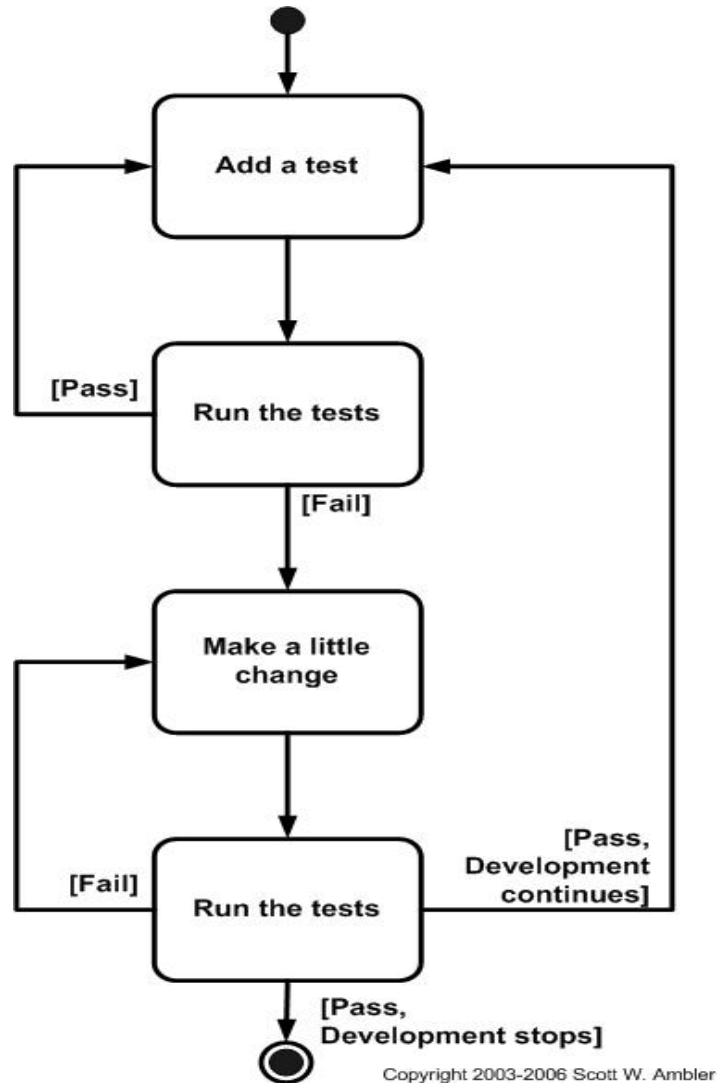 Add a test
[Pass]
Run the tests
[Fail]
Make a little
change
[Fail]
Run the tests
[Pass,
Development
continues]
[Pass,
Development stops]
Copyright 2003-2006 Scott W. Ambler